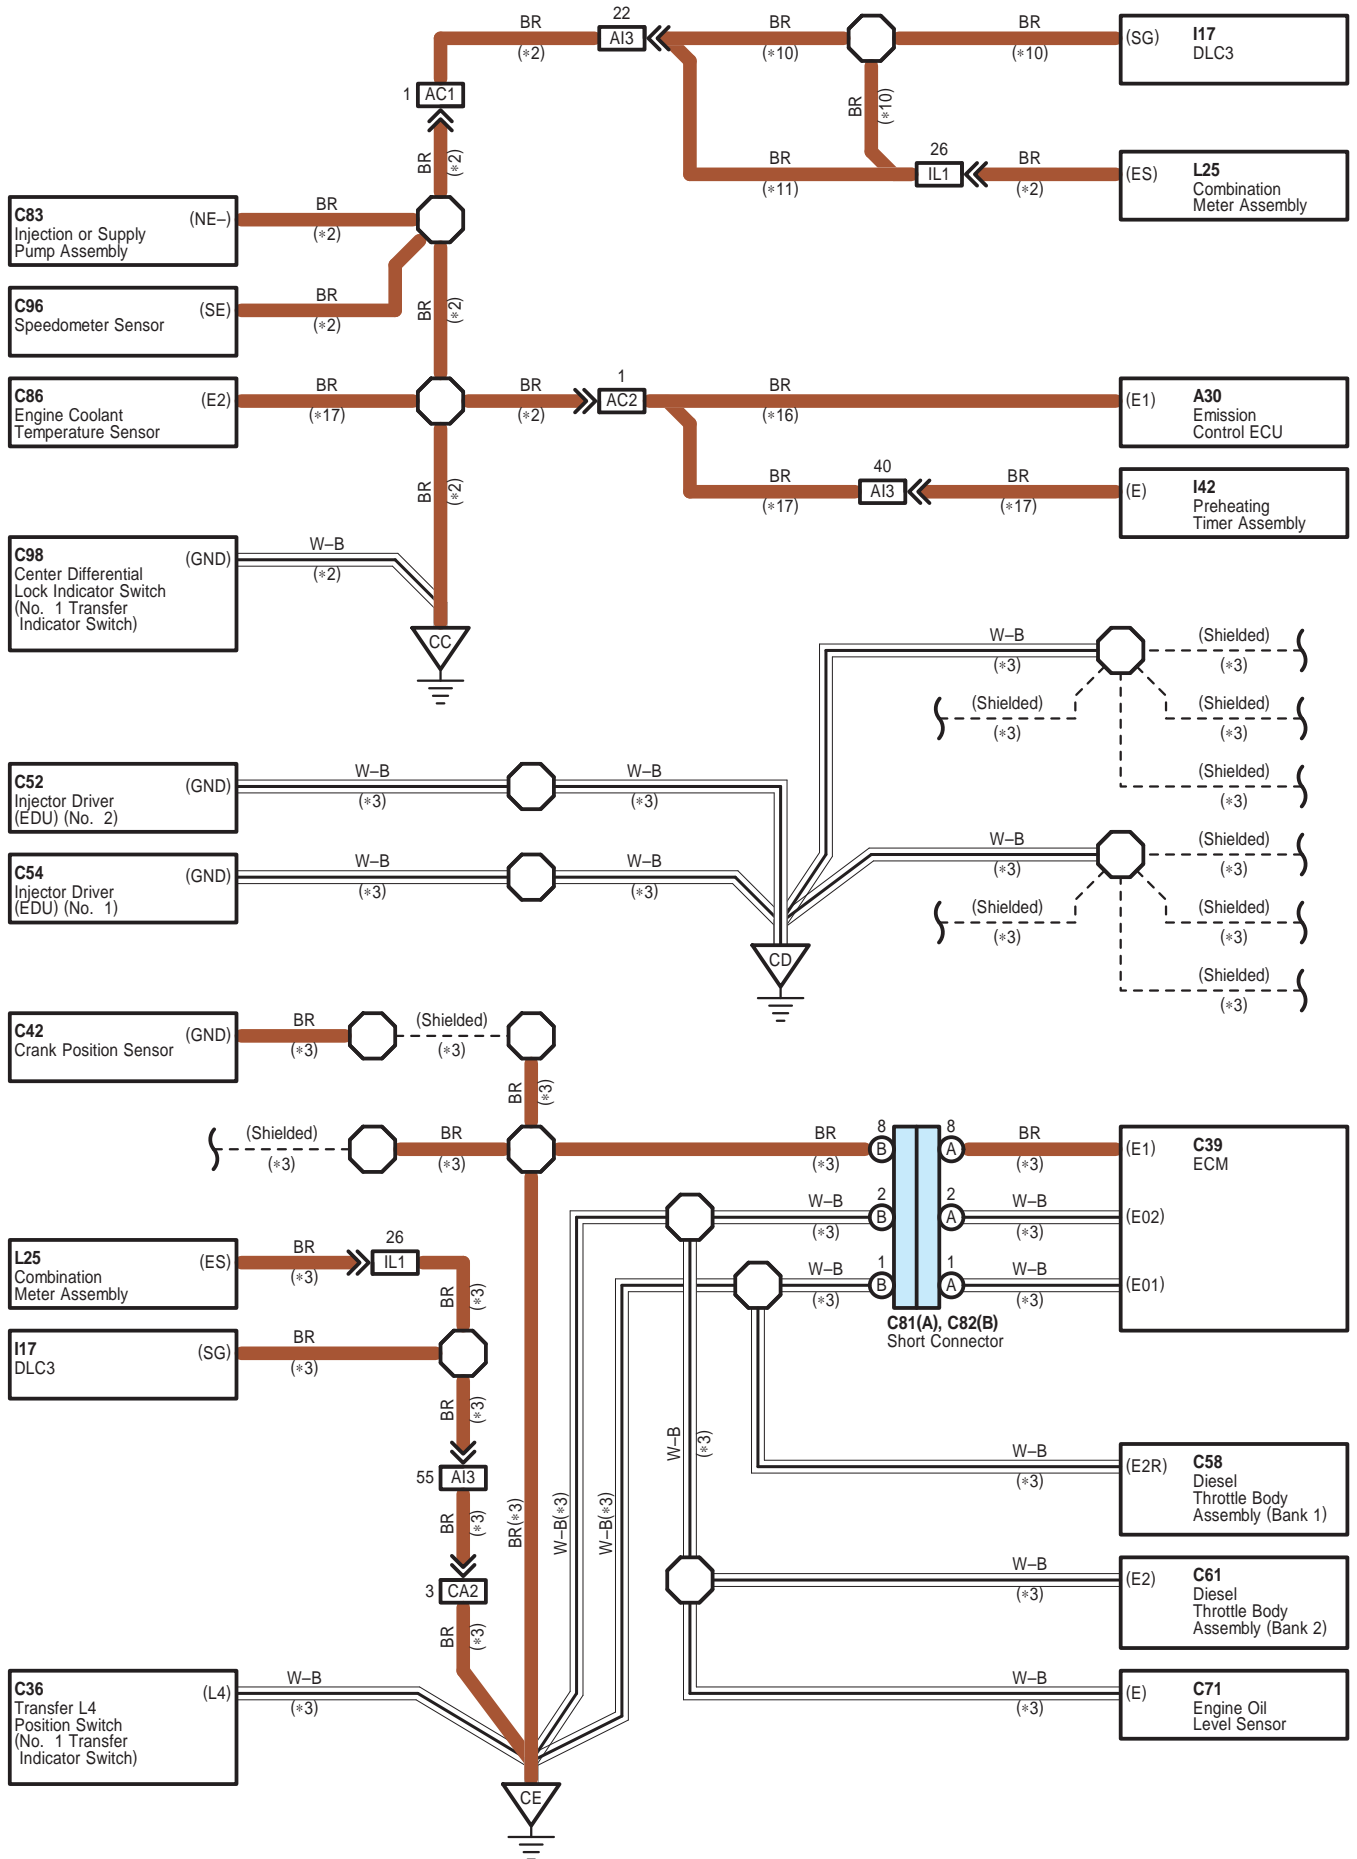 22
BR
AI3
BR
BR
(SG)
I17
DLC3
(*2)
(*10)
(*10)
1
AC1
BR
(*10)
BR
(*2)
BR
26
BR
(*11)
IL1
(*2)
(ES)
L25
Combination
Meter Assembly
C83
(NE–)
Injection or Supply
Pump Assembly
BR
(*2)
C96
(SE)
Speedometer Sensor
BR
(*2)
BR
(*2)
C86
(E2)
Engine Coolant
Temperature Sensor
BR
(*17)
BR
(*2)
1
AC2
BR
(*16)
(E1)
A30
Emission
Control ECU
BR
(*2)
BR
(*17)
40
AI3
BR
(*17)
(E)
I42
Preheating
Timer Assembly
C98
(GND)
Center Differential
Lock Indicator Switch
(No. 1 Transfer
Indicator Switch)
W–B
(*2)
CC
W–B
(*3)
(Shielded)
(*3)
(Shielded)
(*3)
(Shielded)
(*3)
(Shielded)
(*3)
C52
(GND)
Injector Driver
(EDU) (No. 2)
W–B
(*3)
W–B
(*3)
C54
(GND)
Injector Driver
(EDU) (No. 1)
W–B
(*3)
W–B
(*3)
W–B
(*3)
(Shielded)
(*3)
(Shielded)
(*3)
(Shielded)
(*3)
(Shielded)
(*3)
CD
C42
(GND)
Crank Position Sensor
BR
(*3)
(Shielded)
(*3)
BR
(*3)
(Shielded)
(*3)
BR
(*3)
BR
(*3)
8
B
8
A
BR
(*3)
(E1)
C39
ECM
W–B
(*3)
2
B
2
A
W–B
(*3)
(E02)
W–B
(*3)
1
B
1
A
W–B
(*3)
(E01)
C81(A), C82(B)
Short Connector
L25
(ES)
Combination
Meter Assembly
BR
(*3)
26
IL1
BR
(*3)
I17
(SG)
DLC3
BR
(*3)
BR
(*3)
55
AI3
BR
(*3)
3
CA2
BR
(*3)
BR(*3)
W–B(*3)
W–B(*3)
W–B
(*3)
W–B
(*3)
(E2R)
C58
Diesel
Throttle Body
Assembly (Bank 1)
W–B
(*3)
(E2)
C61
Diesel
Throttle Body
Assembly (Bank 2)
W–B
(*3)
(E)
C71
Engine Oil
Level Sensor
C36
(L4)
Transfer L4
Position Switch
(No. 1 Transfer
Indicator Switch)
W–B
(*3)
CE